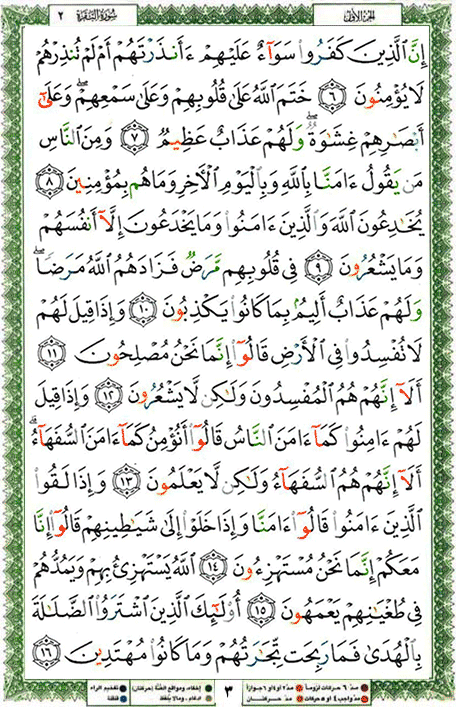 الجزء الأول
سورة البقرة ٢
إِنَّ ٱلَّذِينَ كَفَرُوا۟ سَوَآءٌ عَلَيْهِمْ ءَأَنذَرْتَهُمْ أَمْ لَمْ تُنذِرْهُمْ
لَا يُؤْمِنُونَ ٦ خَتَمَ ٱللَّهُ عَلَىٰ قُلُوبِهِمْ وَعَلَىٰ سَمْعِهِمْ ۖ وَعَلَىٰٓ
أَبْصَٰرِهِمْ غِشَٰوَةٌ ۖ وَلَهُمْ عَذَابٌ عَظِيمٌ ٧ وَمِنَ ٱلنَّاسِ
مَن يَقُولُ ءَامَنَّا بِٱللَّهِ وَبِٱلْيَوْمِ ٱلْءَاخِرِ وَمَا هُم بِمُؤْمِنِينَ ٨
يُخَٰدِعُونَ ٱللَّهَ وَٱلَّذِينَ ءَامَنُوا۟ وَمَا يَخْدَعُونَ إِلَّآ أَنفُسَهُمْ
وَمَا يَشْعُرُونَ ٩ فِى قُلُوبِهِم مَّرَضٌ فَزَادَهُمُ ٱللَّهُ مَرَضًا ۖ
وَلَهُمْ عَذَابٌ أَلِيمٌۢ بِمَا كَانُوا۟ يَكْذِبُونَ ١٠ وَإِذَا قِيلَ لَهُمْ
لَا تُفْسِدُوا۟ فِى ٱلْأَرْضِ قَالُوٓا۟ إِنَّمَا نَحْنُ مُصْلِحُونَ ١١
أَلَآ إِنَّهُمْ هُمُ ٱلْمُفْسِدُونَ وَلَٰكِن لَّا يَشْعُرُونَ ١٢ وَإِذَا قِيلَ
لَهُمْ ءَامِنُوا۟ كَمَآ ءَامَنَ ٱلنَّاسُ قَالُوٓا۟ أَنُؤْمِنُ كَمَآ ءَامَنَ ٱلسُّفَهَآءُ ۗ
أَلَآ إِنَّهُمْ هُمُ ٱلسُّفَهَآءُ وَلَٰكِن لَّا يَعْلَمُونَ ١٣ وَإِذَا لَقُوا۟
ٱلَّذِينَ ءَامَنُوا۟ قَالُوٓا۟ ءَامَنَّا وَإِذَا خَلَوْا۟ إِلَىٰ شَيَٰطِينِهِمْ قَالُوٓا۟ إِنَّا
مَعَكُمْ إِنَّمَا نَحْنُ مُسْتَهْزِءُونَ ١٤ ٱللَّهُ يَسْتَهْزِئُ بِهِمْ وَيَمُدُّهُمْ
فِى طُغْيَٰنِهِمْ يَعْمَهُونَ ١٥ أُو۟لَٰٓئِكَ ٱلَّذِينَ ٱشْتَرَوُا۟ ٱلضَّلَٰلَةَ
بِٱلْهُدَىٰ فَمَا رَبِحَت تِّجَٰرَتُهُمْ وَمَا كَانُوا۟ مُهْتَدِينَ ١٦
مدّ ٦ حركات لزوماً مدّ ٢ أو ٤ أو ٦ جوازاً
مدّ واجب ٤ أو ٥ حركات مدّ حركتان
٣
إخفاء، ومواقع الغنّة (حركتان) تفخيم الراء
إدغام، وما لا يلفظ قلقلة